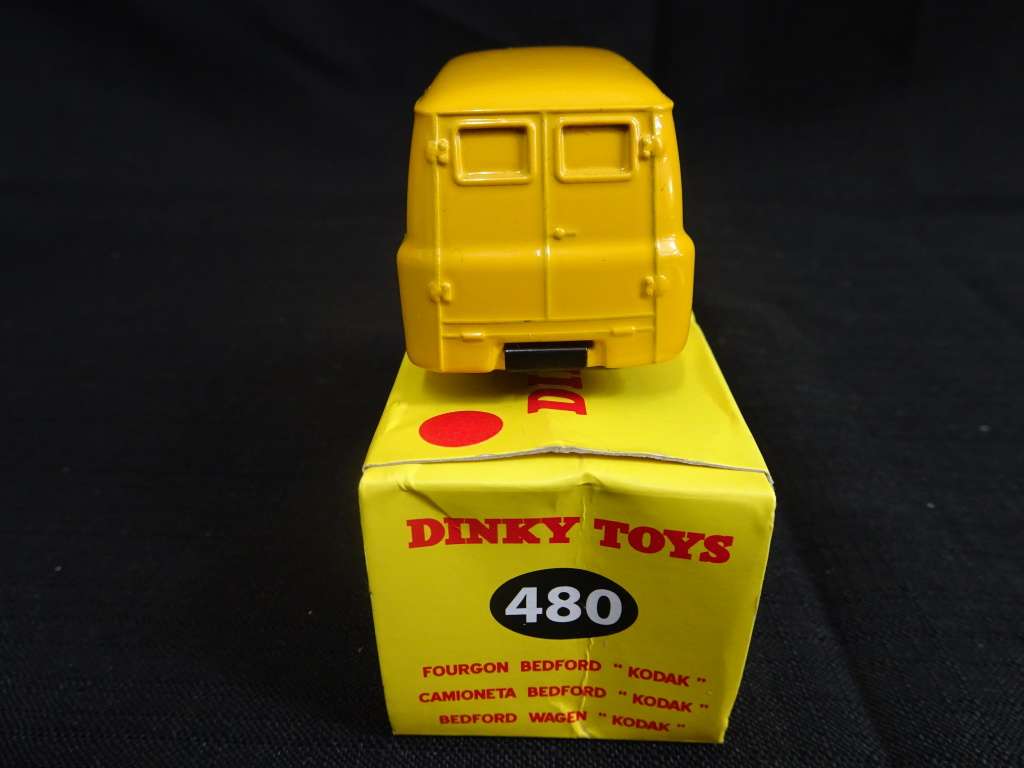 DINKY TOYS
480
FOURGON BEDFORD "KODAK"
CAMIONETA BEDFORD "KODAK"
BEDFORD WAGEN "KODAK"